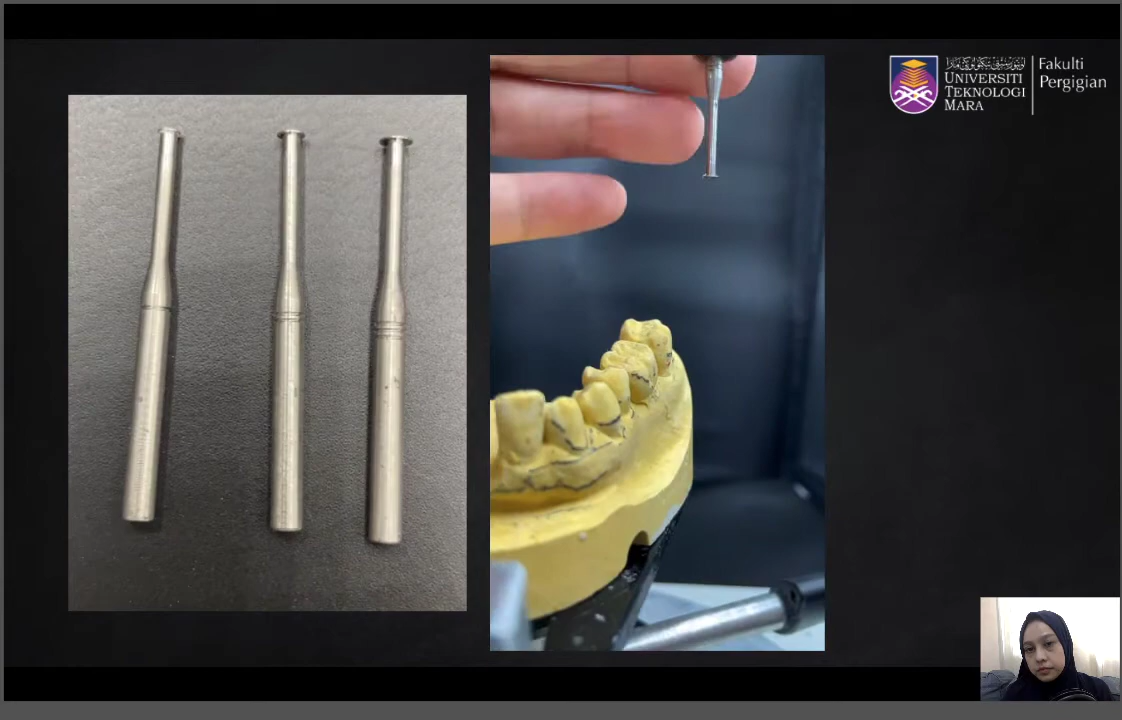 UNIVERSITI
TEKNOLOGI
MARA
Fakulti
Pergigian